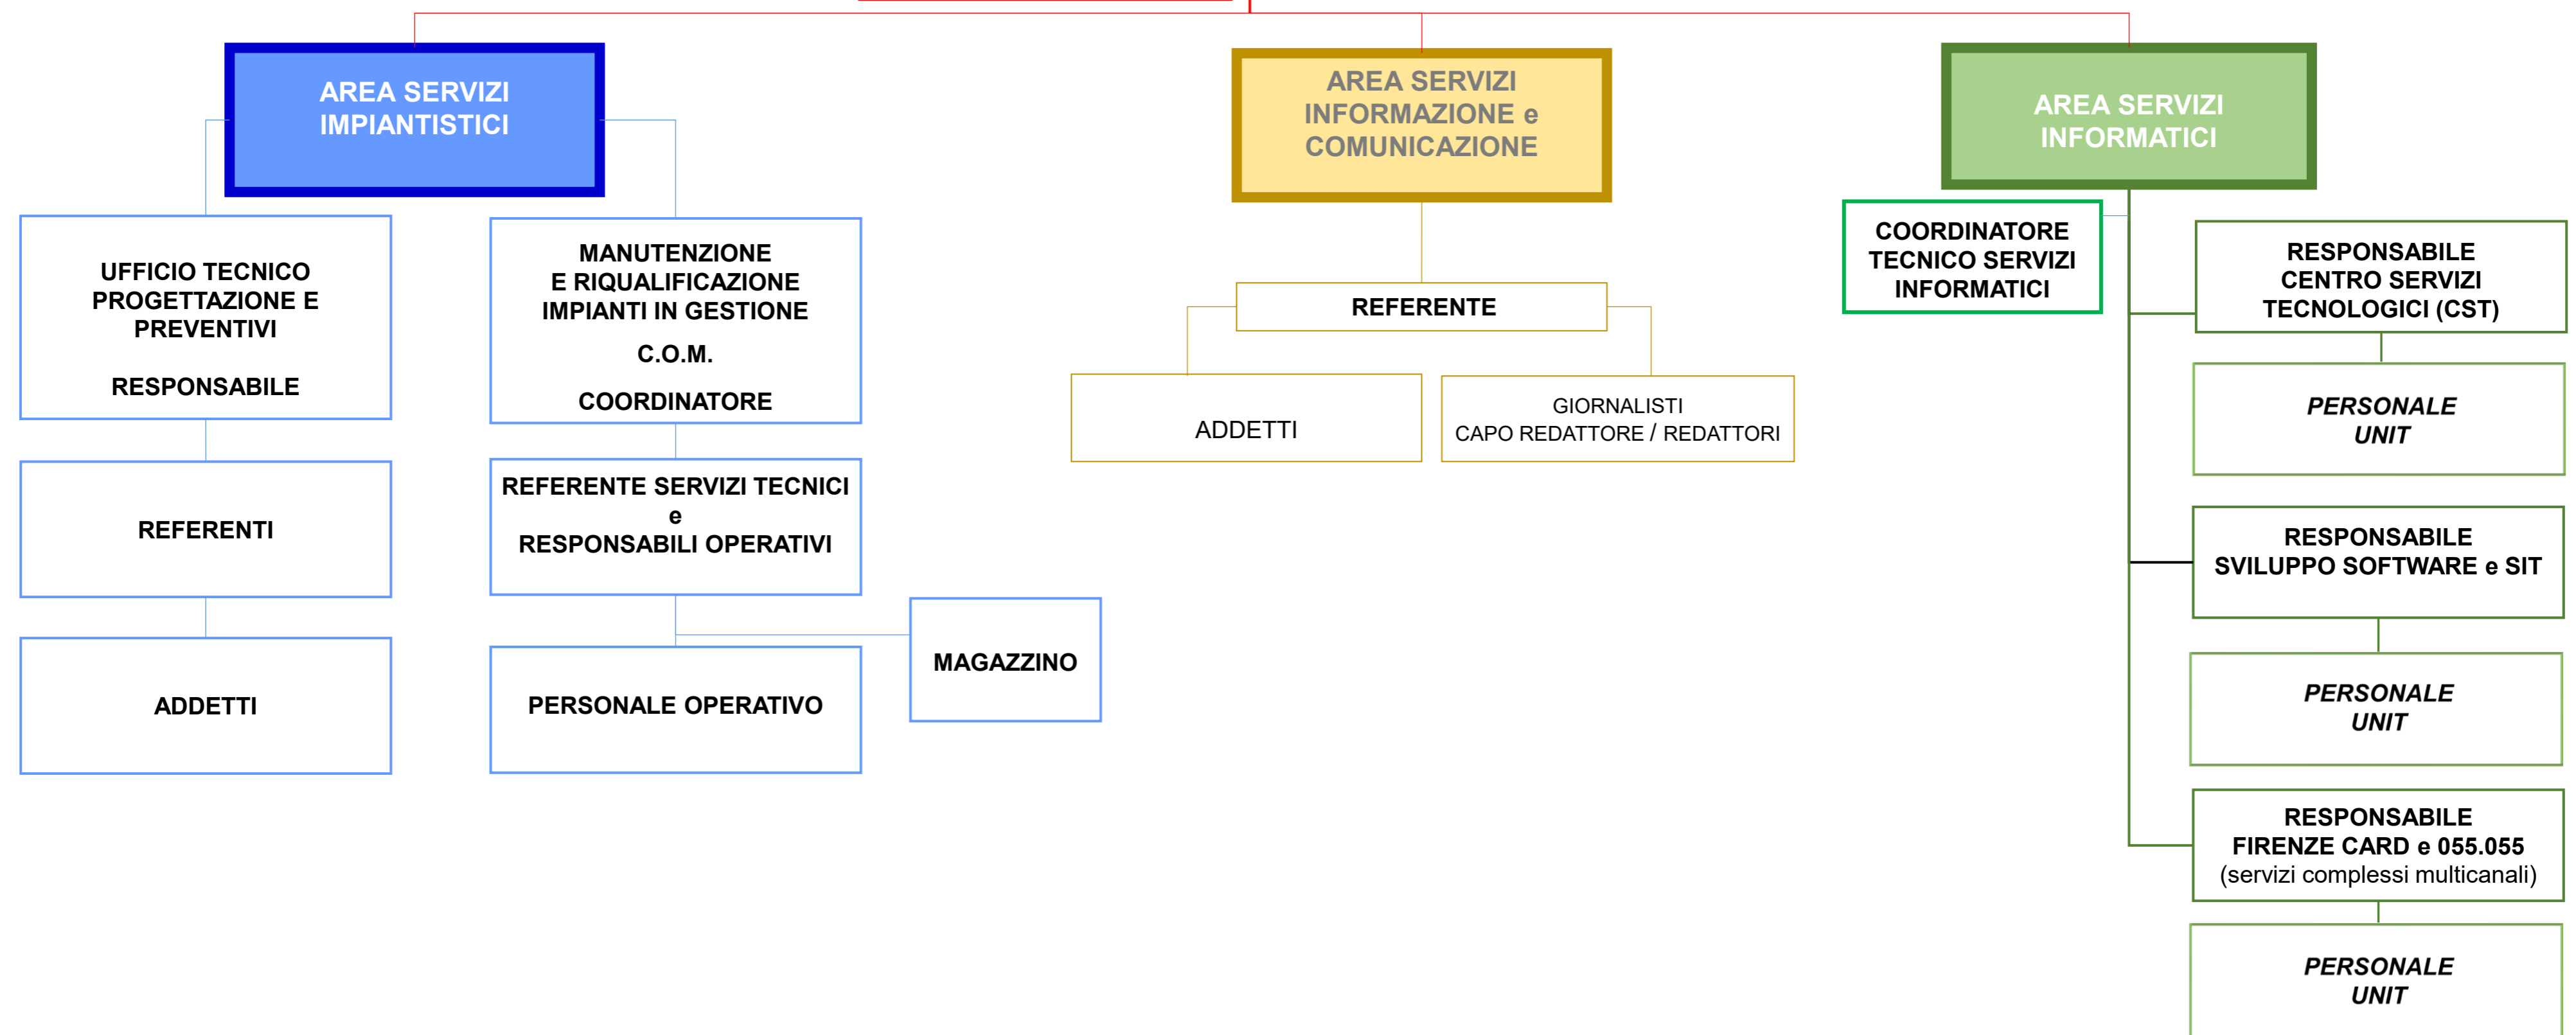 AREA SERVIZI
IMPIANTISTICI
UFFICIO TECNICO
PROGETTAZIONE E
PREVENTIVI
RESPONSABILE
REFERENTI
ADDETTI
MANUTENZIONE
E RIQUALIFICAZIONE
IMPIANTI IN GESTIONE
C.O.M.
COORDINATORE
REFERENTE SERVIZI TECNICI
e
RESPONSABILI OPERATIVI
PERSONALE OPERATIVO
MAGAZZINO
AREA SERVIZI
INFORMAZIONE e
COMUNICAZIONE
REFERENTE
ADDETTI
GIORNALISTI
CAPO REDATTORE / REDATTORI
AREA SERVIZI
INFORMATICI
COORDINATORE
TECNICO SERVIZI
INFORMATICI
RESPONSABILE
CENTRO SERVIZI
TECNOLOGICI (CST)
PERSONALE
UNIT
RESPONSABILE
SVILUPPO SOFTWARE e SIT
PERSONALE
UNIT
RESPONSABILE
FIRENZE CARD e 055.055
(servizi complessi multicanali)
PERSONALE
UNIT